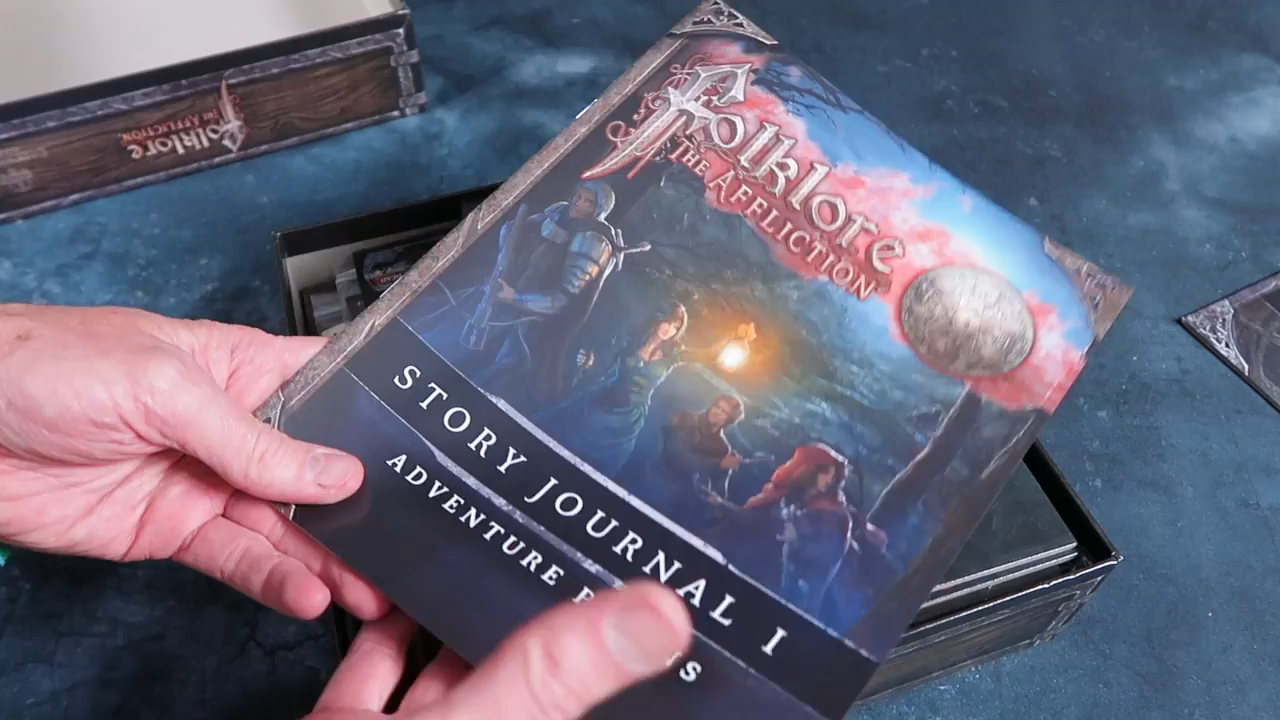 Folklore
THE AFFLICTION
Folklore
THE AFFLICTION
STORY JOURNAL I
ADVENTURE